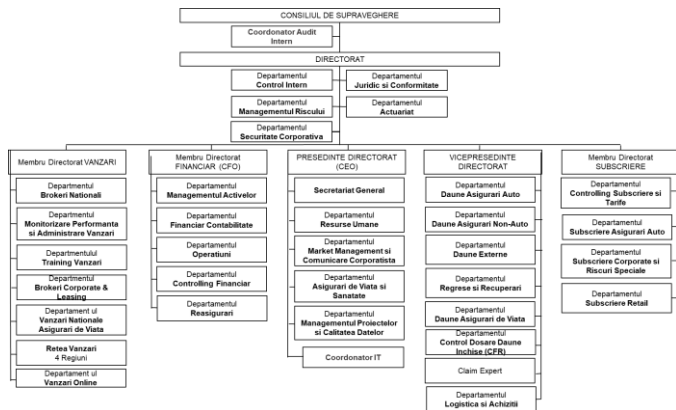 CONSILIUL DE SUPRAVEGHERE
Coordonator Audit
Intern
DIRECTORAT
Departamentul
Control Intern
Departamentul
Juridic si Conformitate
Departamentul
Managementul Riscului
Departamentul
Actuariat
Departamentul
Securitate Corporativa
Membru Directorat VANZARI
Departmentul
Brokeri Nationali
Departmentul
Monitorizare Performanta
si Administrare Vanzari
Departmentul
Training Vanzari
Departmentul
Brokeri Corporate &
Leasing
Departament ul
Vanzari Nationale
Asigurari de Viata
Retea Vanzari
4 Regiuni
Departament ul
Vanzari Online
Membru Directorat
FINANCIAR (CFO)
Departamentul
Managementul Activelor
Departamentul
Financiar Contabilitate
Departamentul
Operatiuni
Departamentul
Controlling Financiar
Departamentul
Reasigurari
PRESEDINTE DIRECTORAT
(CEO)
Secretariat General
Departamentul
Resurse Umane
Departamentul
Market Management si
Comunicare Corporatista
Departamentul
Asigurari de Viata si
Sanatate
Departamentul
Managementul Proiectelor
si Calitatea Datelor
Coordonator IT
VICEPRESEDINTE
DIRECTORAT
Departamentul
Daune Asigurari Auto
Departamentul
Daune Asigurari Non-Auto
Departamentul
Daune Externe
Departamentul
Regrese si Recuperari
Departamentul
Daune Asigurari de Viata
Departamentul
Control Dosare Daune
Inchise (CFR)
Claim Expert
Departamentul
Logistica si Achizitii
Membru Directorat
SUBSCRIERE
Departamentul
Controlling Subscriere si
Tarife
Departamentul
Subscriere Asigurari Auto
Departamentul
Subscriere Corporate si
Riscuri Speciale
Departamentul
Subscriere Retail